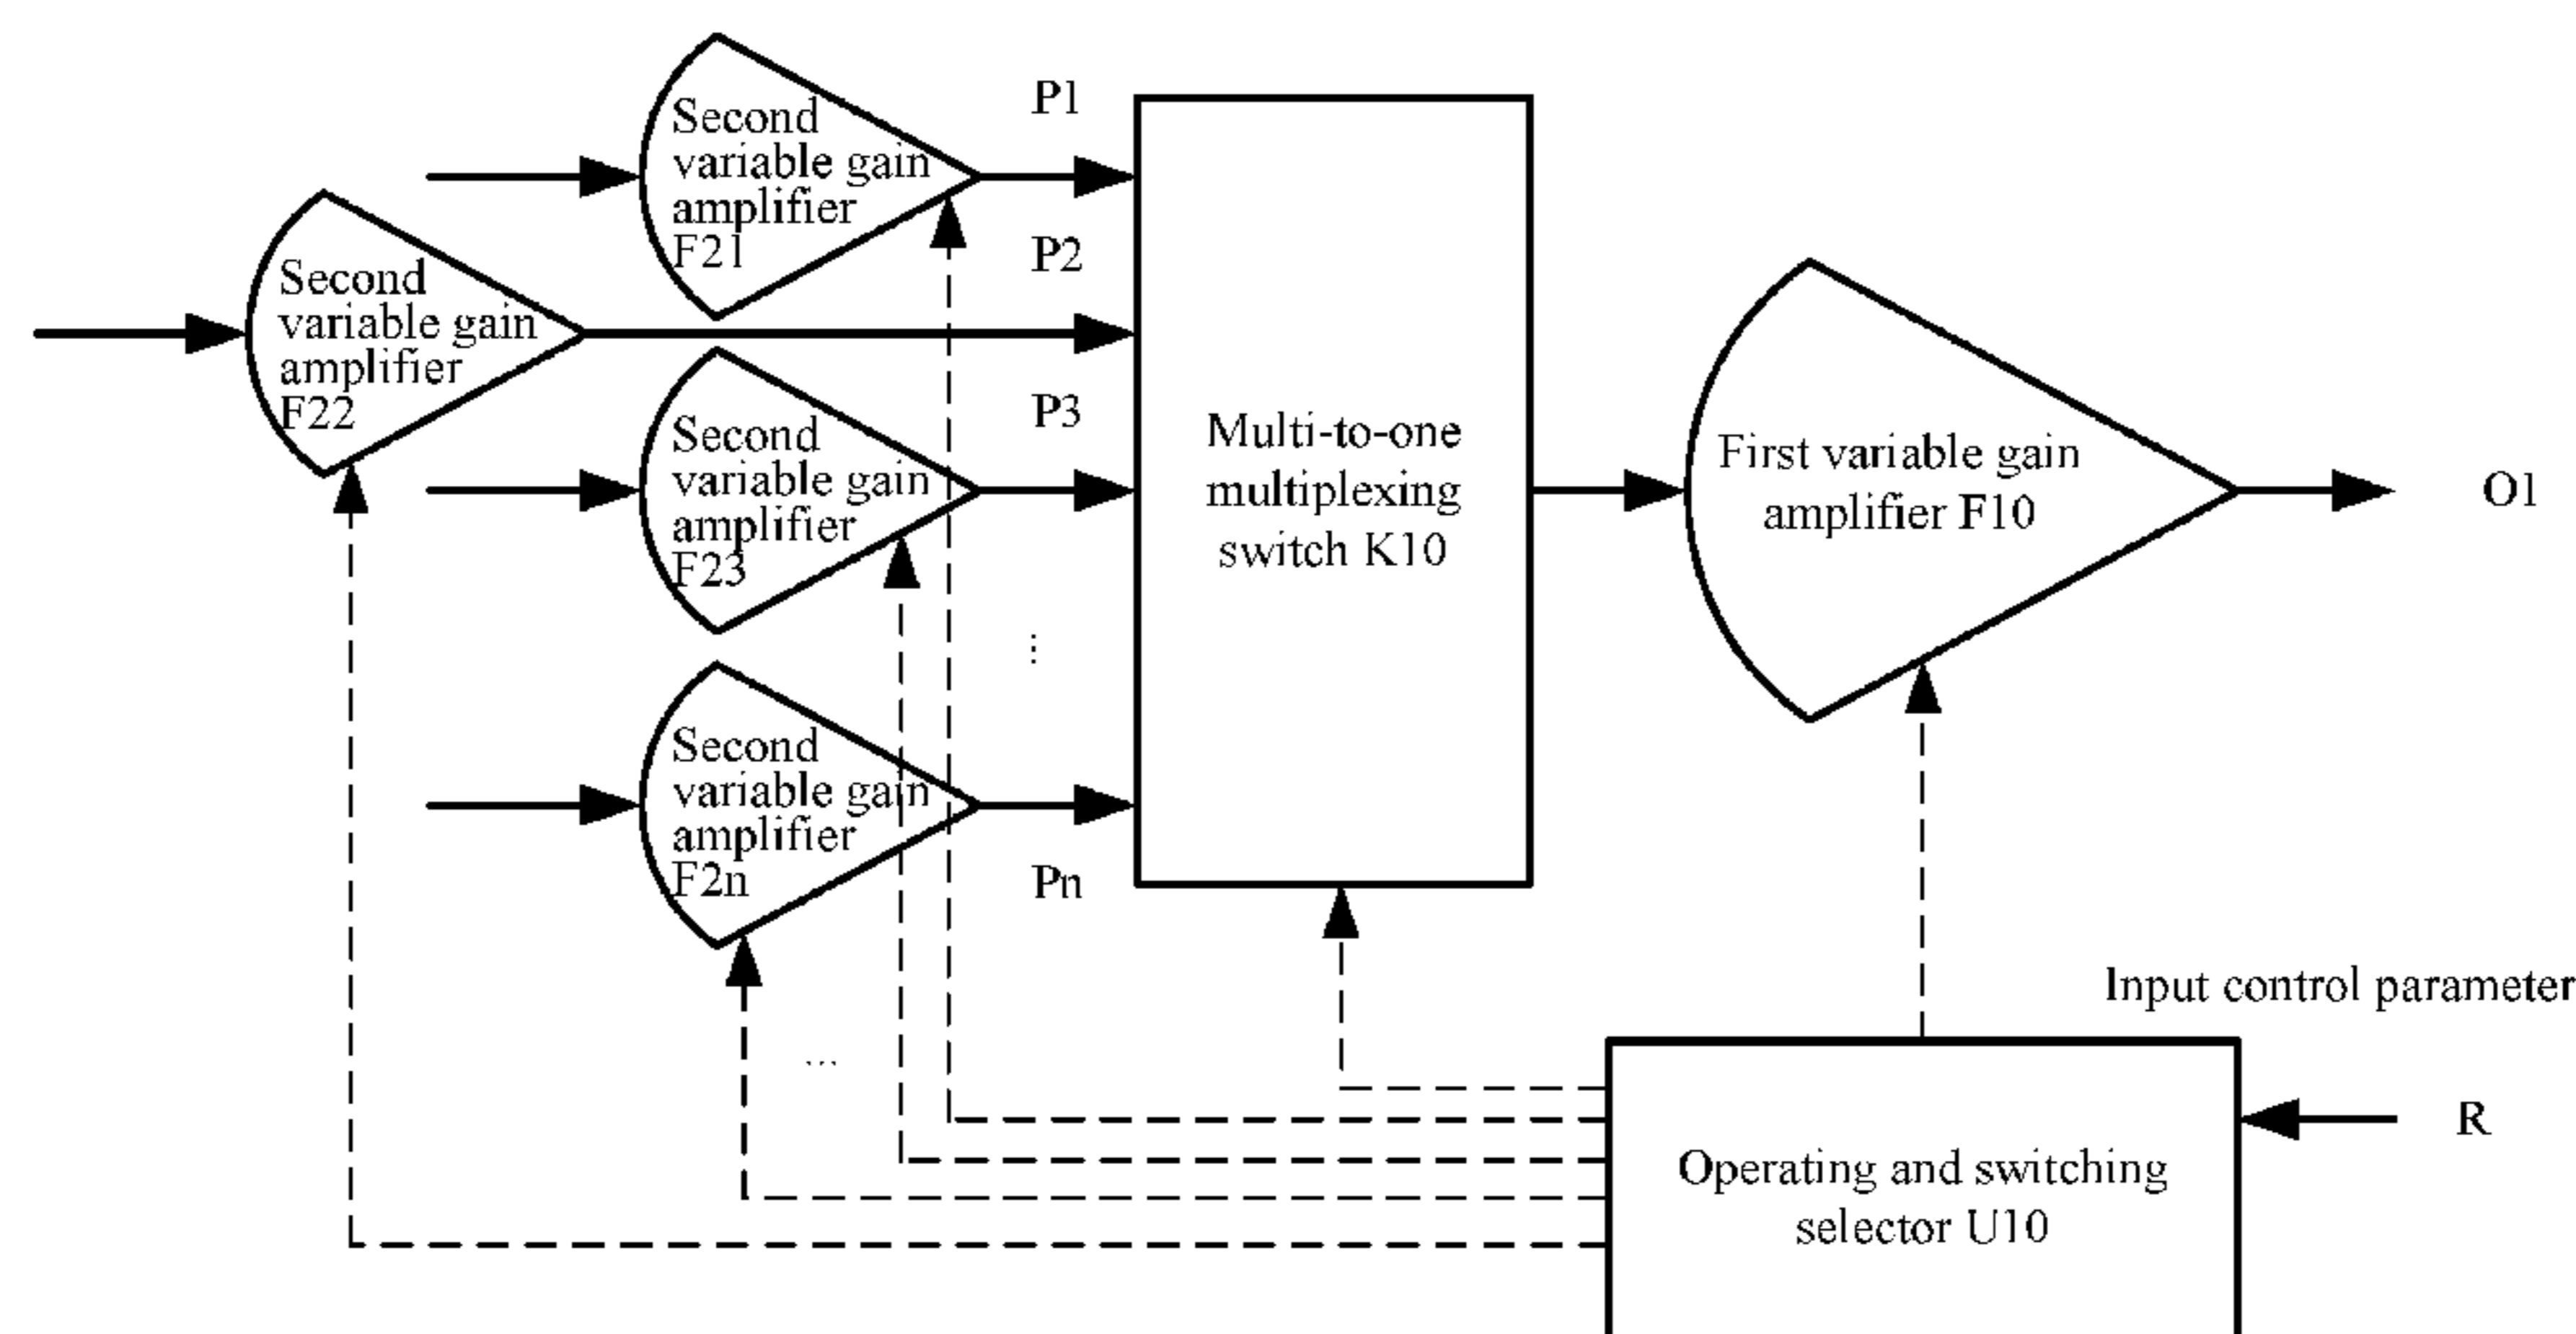 Second
variable gain
amplifier
F21
P1
P2
Second
variable gain
amplifier
F22
P3
Second
variable gain
amplifier
F23
...
Second
variable gain
amplifier
F2n
Pn
...
Multi-to-one
multiplexing
switch K10
First variable gain
amplifier F10
O1
Input control parameter
R
Operating and switching
selector U10